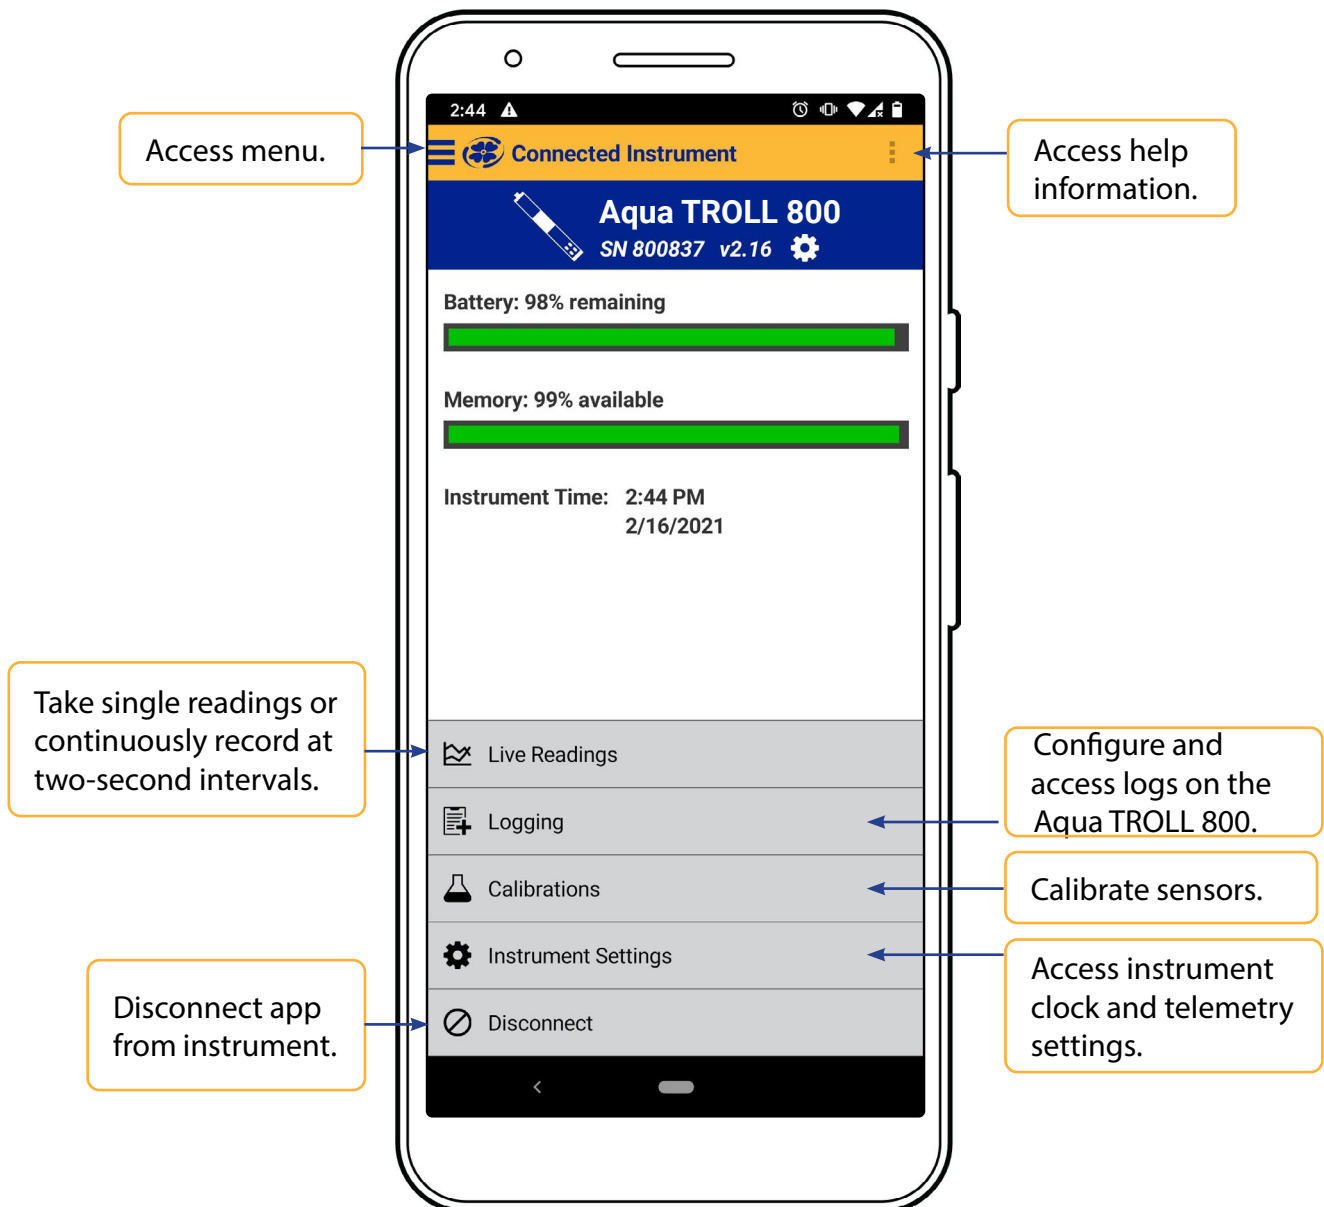 2:44
Access menu.
Connected Instrument
Access help
information.
Aqua TROLL 800
SN 800837 v2.16
Battery: 98% remaining
Memory: 99% available
Instrument Time: 2:44 PM
2/16/2021
Take single readings or
continuously record at
two-second intervals.
Live Readings
Configure and
access logs on the
Aqua TROLL 800.
Logging
Calibrations
Calibrate sensors.
Instrument Settings
Access instrument
clock and telemetry
settings.
Disconnect app
from instrument.
Disconnect